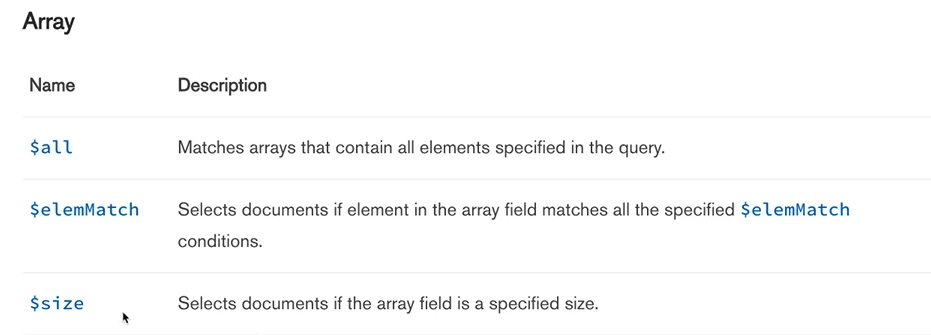 Array
Name Description
$all Matches arrays that contain all elements specified in the query.
$elemMatch Selects documents if element in the array field matches all the specified $elemMatch
conditions.
$size Selects documents if the array field is a specified size.